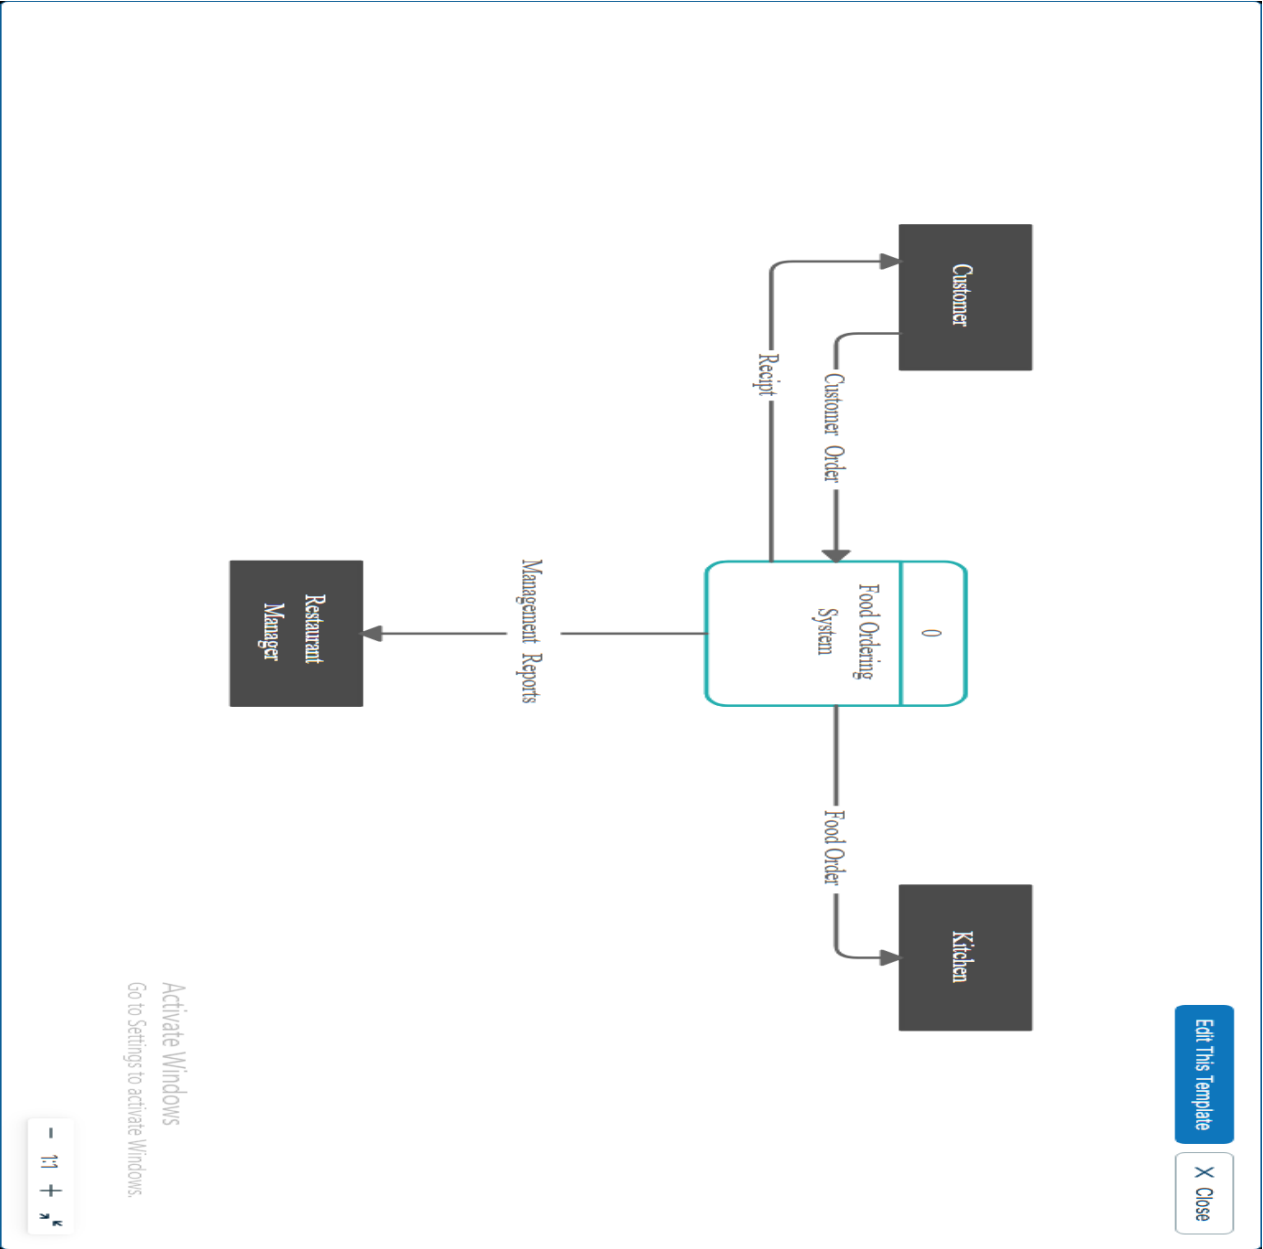 Edit This Template
X Close
Customer
Kitchen
0
Food Ordering
System
Customer Order
Food Order
Recipt
Management Reports
Restaurant
Manager
Activate Windows
Go to Settings to activate Windows.
− 1:1 +